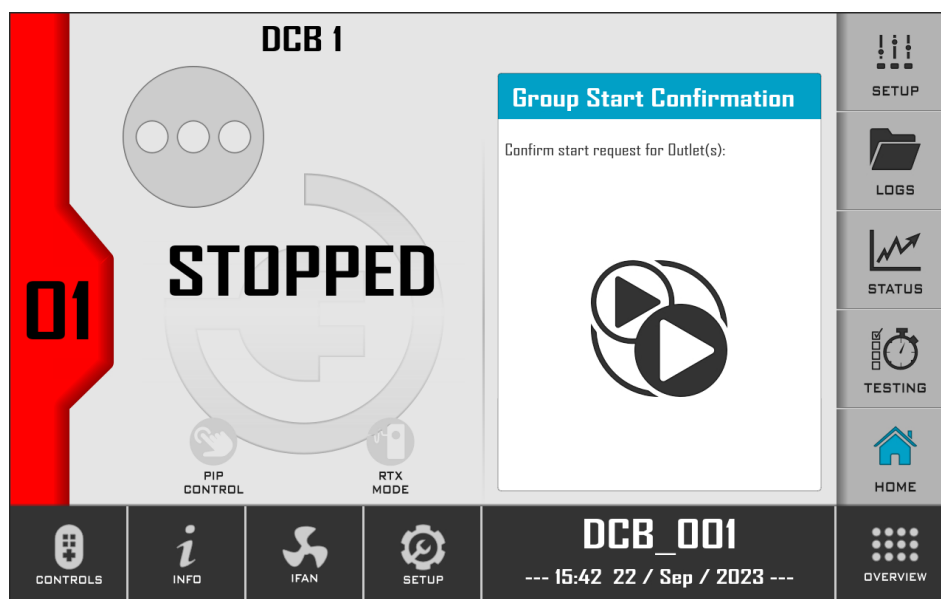 DCB 1
01
STOPPED
PIP
CONTROL
RTX
MODE
Group Start Confirmation
Confirm start request for Outlet(s):
SETUP
LOGS
STATUS
TESTING
HOME
CONTROLS
INFO
IFAN
SETUP
DCB_001
--- 15:42 22 / Sep / 2023 ---
OVERVIEW